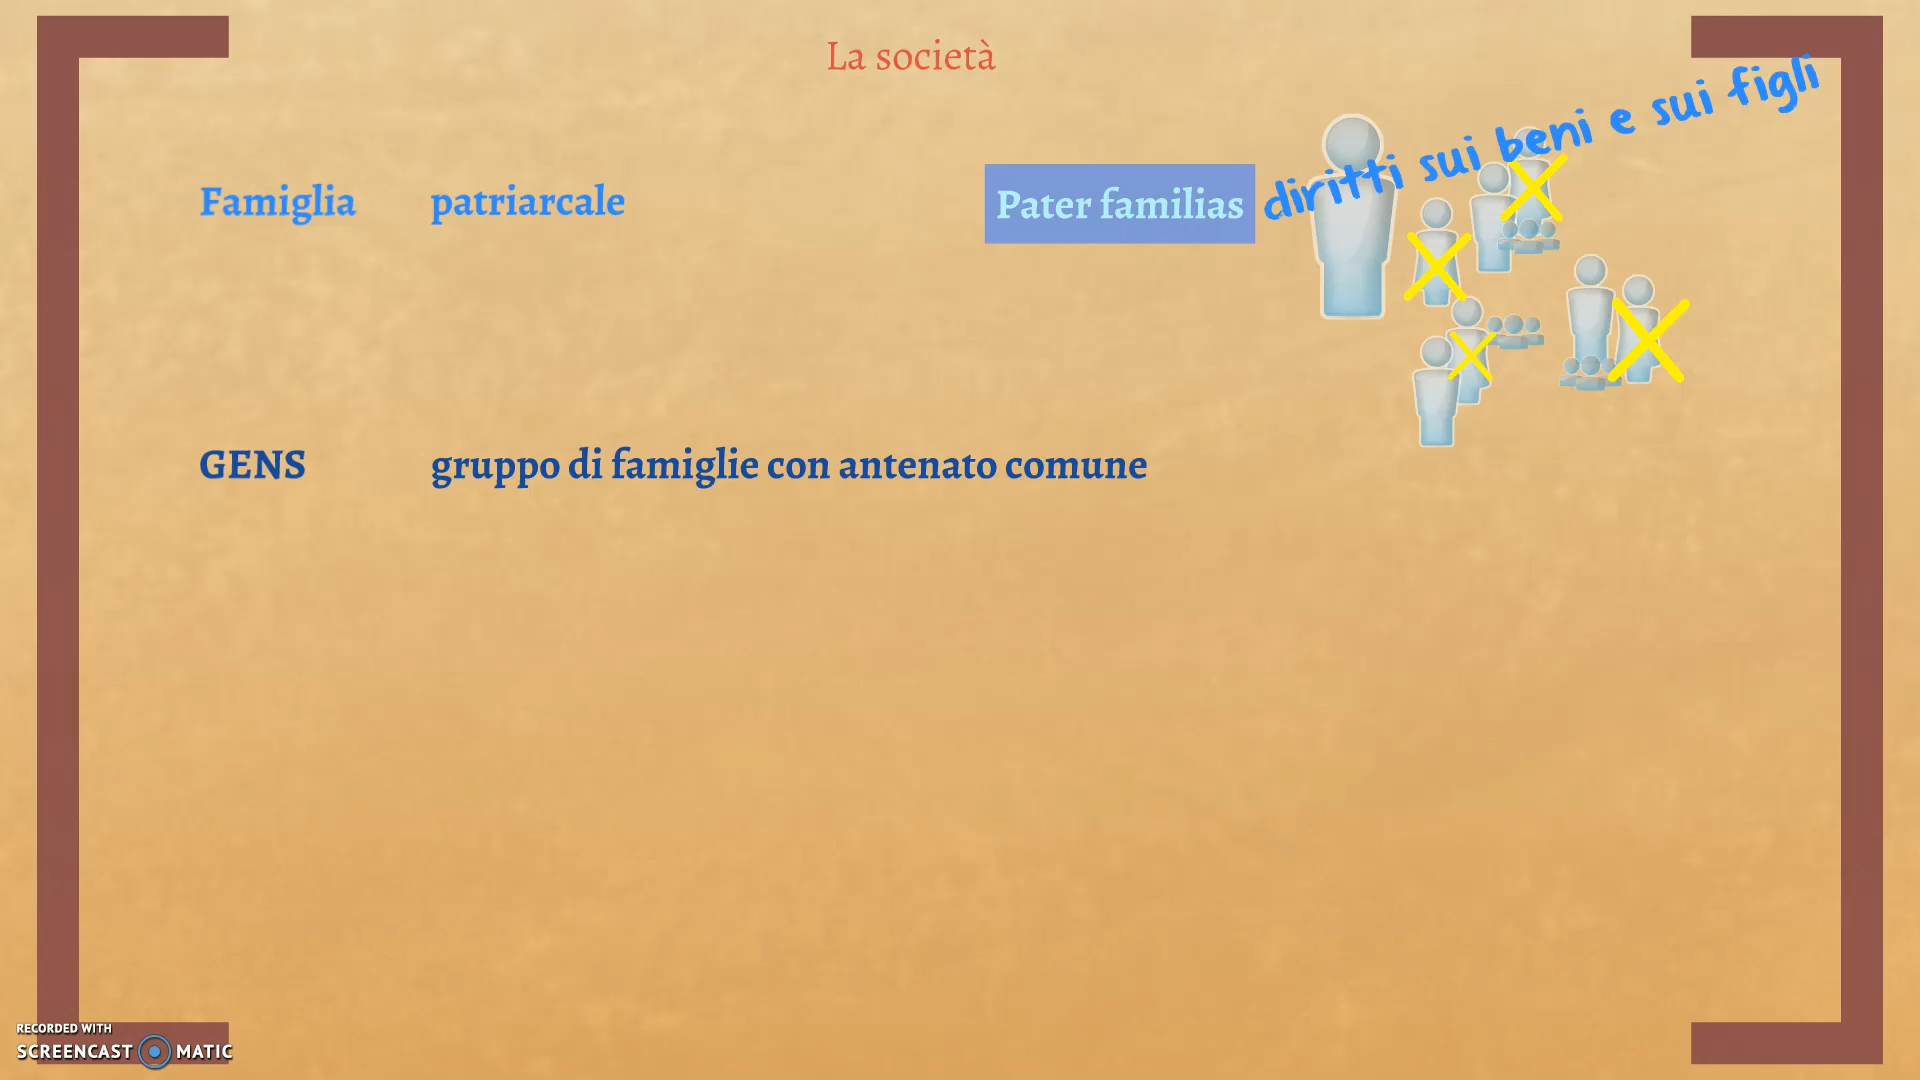 La società
diritti sui beni e sui figli
Famiglia patriarcale Pater familias
GENS gruppo di famiglie con antenato comune
RECORDED WITH
SCREENCAST MATIC